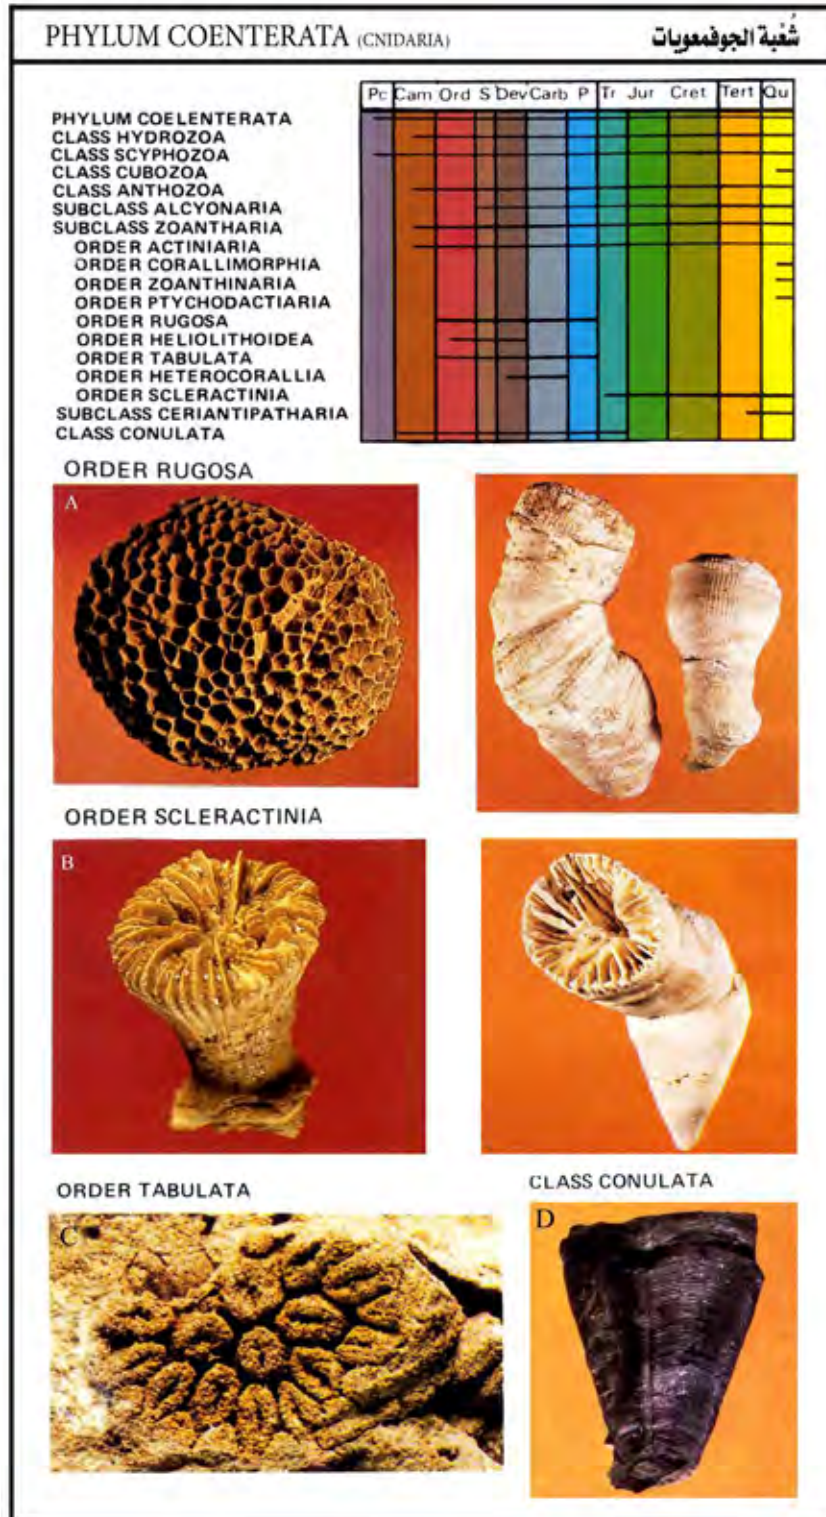 PHYLUM COENTERATA (CNIDARIA) شُعْبة الجوفمعويات
Pc Cam Ord S Dev Carb P Tr Jur Cret Tert Qu
PHYLUM COELENTERATA
CLASS HYDROZOA
CLASS SCYPHOZOA
CLASS CUBOZOA
CLASS ANTHOZOA
SUBCLASS ALCYONARIA
SUBCLASS ZOANTHARIA
ORDER ACTINIARIA
ORDER CORALLIMORPHIA
ORDER ZOANTHINARIA
ORDER PTYCHODACTIARIA
ORDER RUGOSA
ORDER HELIOLITHOIDEA
ORDER TABULATA
ORDER HETEROCORALLIA
ORDER SCLERACTINIA
SUBCLASS CERIANTIPATHARIA
CLASS CONULATA
ORDER RUGOSA
A
ORDER SCLERACTINIA
B
ORDER TABULATA
CLASS CONULATA
C
D